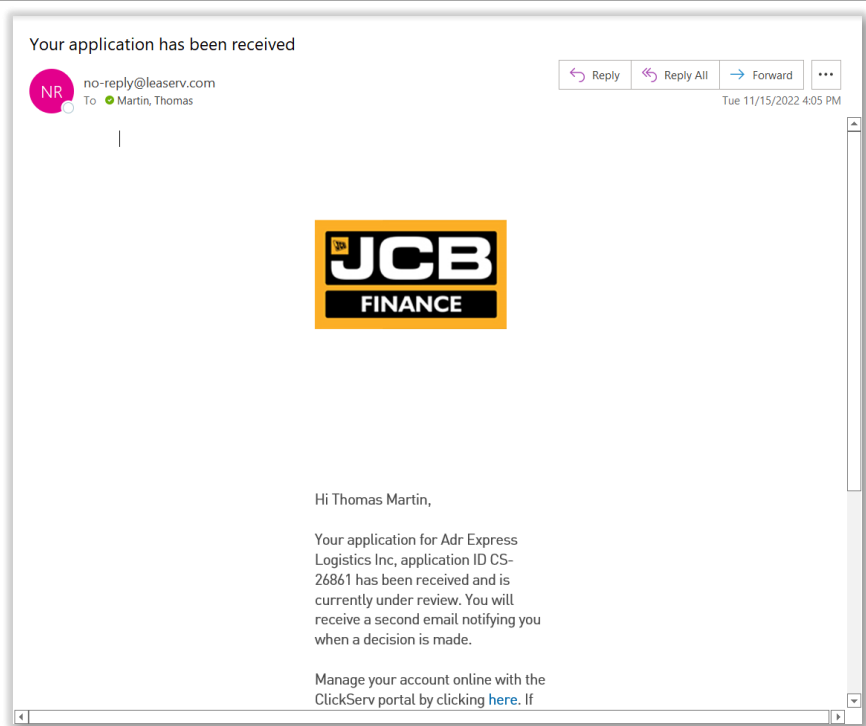 Your application has been received
Reply
Reply All
Forward
NR
no-reply@leaserv.com
To Martin, Thomas
Tue 11/15/2022 4:05 PM
JCB
FINANCE
Hi Thomas Martin,
Your application for Adr Express
Logistics Inc, application ID CS-
26861 has been received and is
currently under review. You will
receive a second email notifying you
when a decision is made.
Manage your account online with the
ClickServ portal by clicking here. If